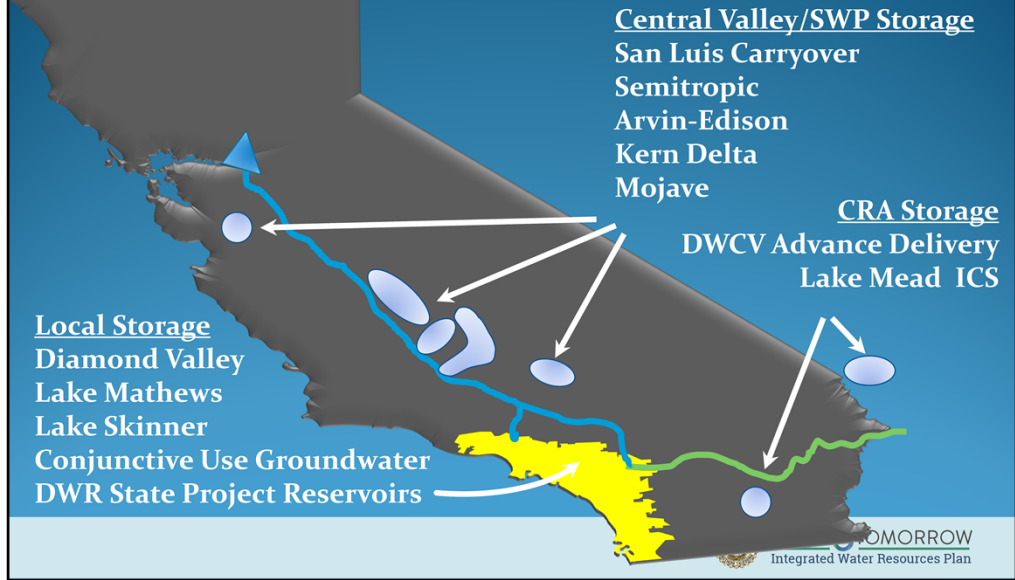 Central Valley/SWP Storage
San Luis Carryover
Semitropic
Arvin-Edison
Kern Delta
Mojave
CRA Storage
DWCV Advance Delivery
Lake Mead ICS
Local Storage
Diamond Valley
Lake Mathews
Lake Skinner
Conjunctive Use Groundwater
DWR State Project Reservoirs
TOMORROW
Integrated Water Resources Plan